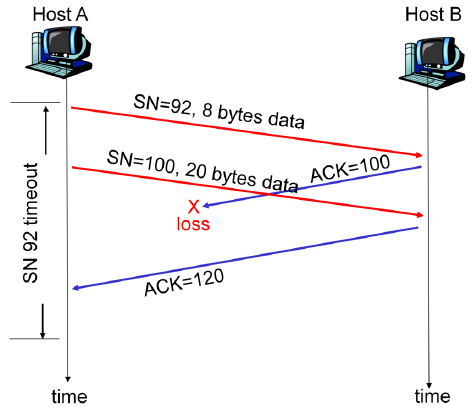 Host A
Host B
SN=92, 8 bytes data
SN=100, 20 bytes data
ACK=100
X
loss
SN 92 timeout
ACK=120
time
time